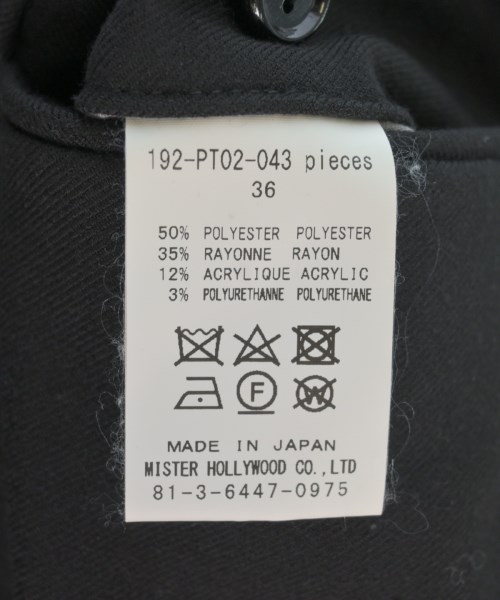 192-PT02-043 pieces
36
50% POLYESTER POLYESTER
35% RAYONNE RAYON
12% ACRYLIQUE ACRYLIC
3% POLYURETHANNE POLYURETHANE
F W
MADE IN JAPAN
MISTER HOLLYWOOD CO.,LTD
81-3-6447-0975